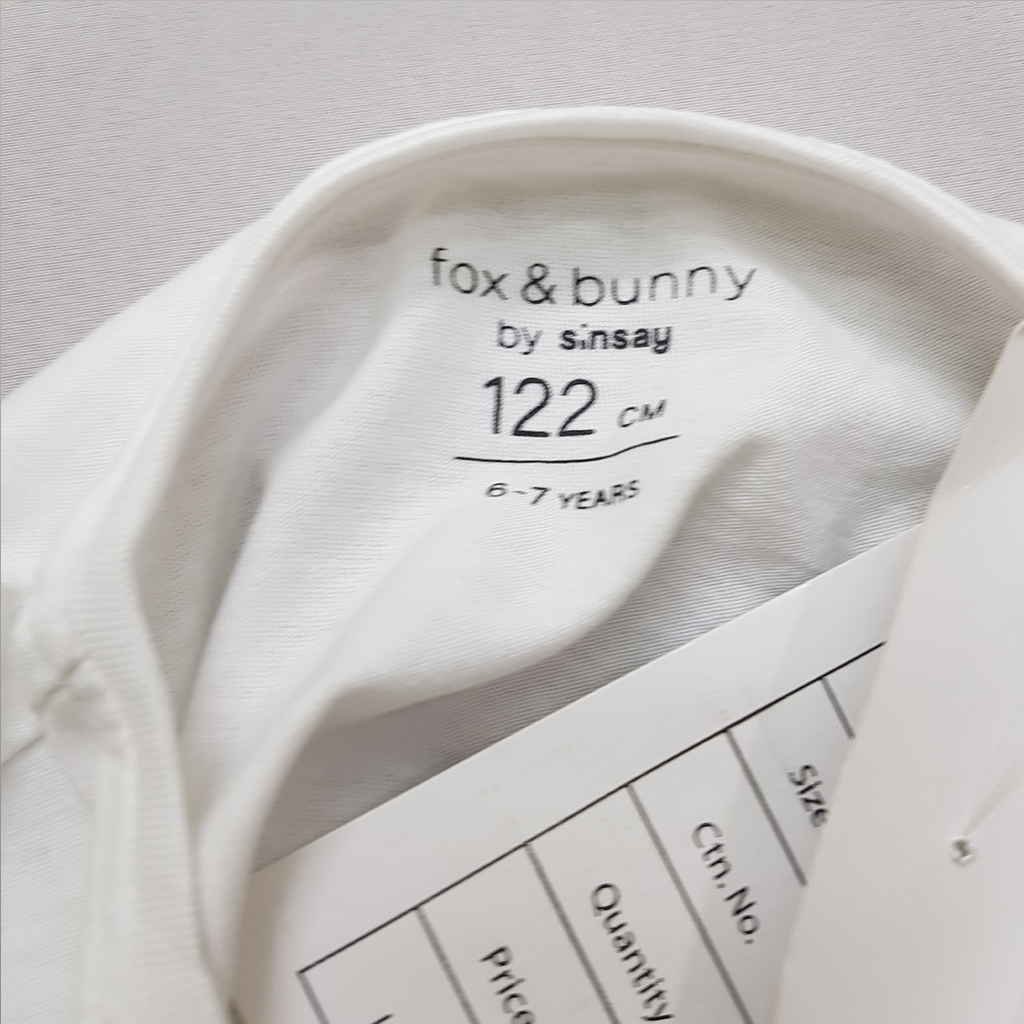 fox & bunny
by sinsay
122 CM
6-7 YEARS
Size
Ctn. No.
Quantity
Price